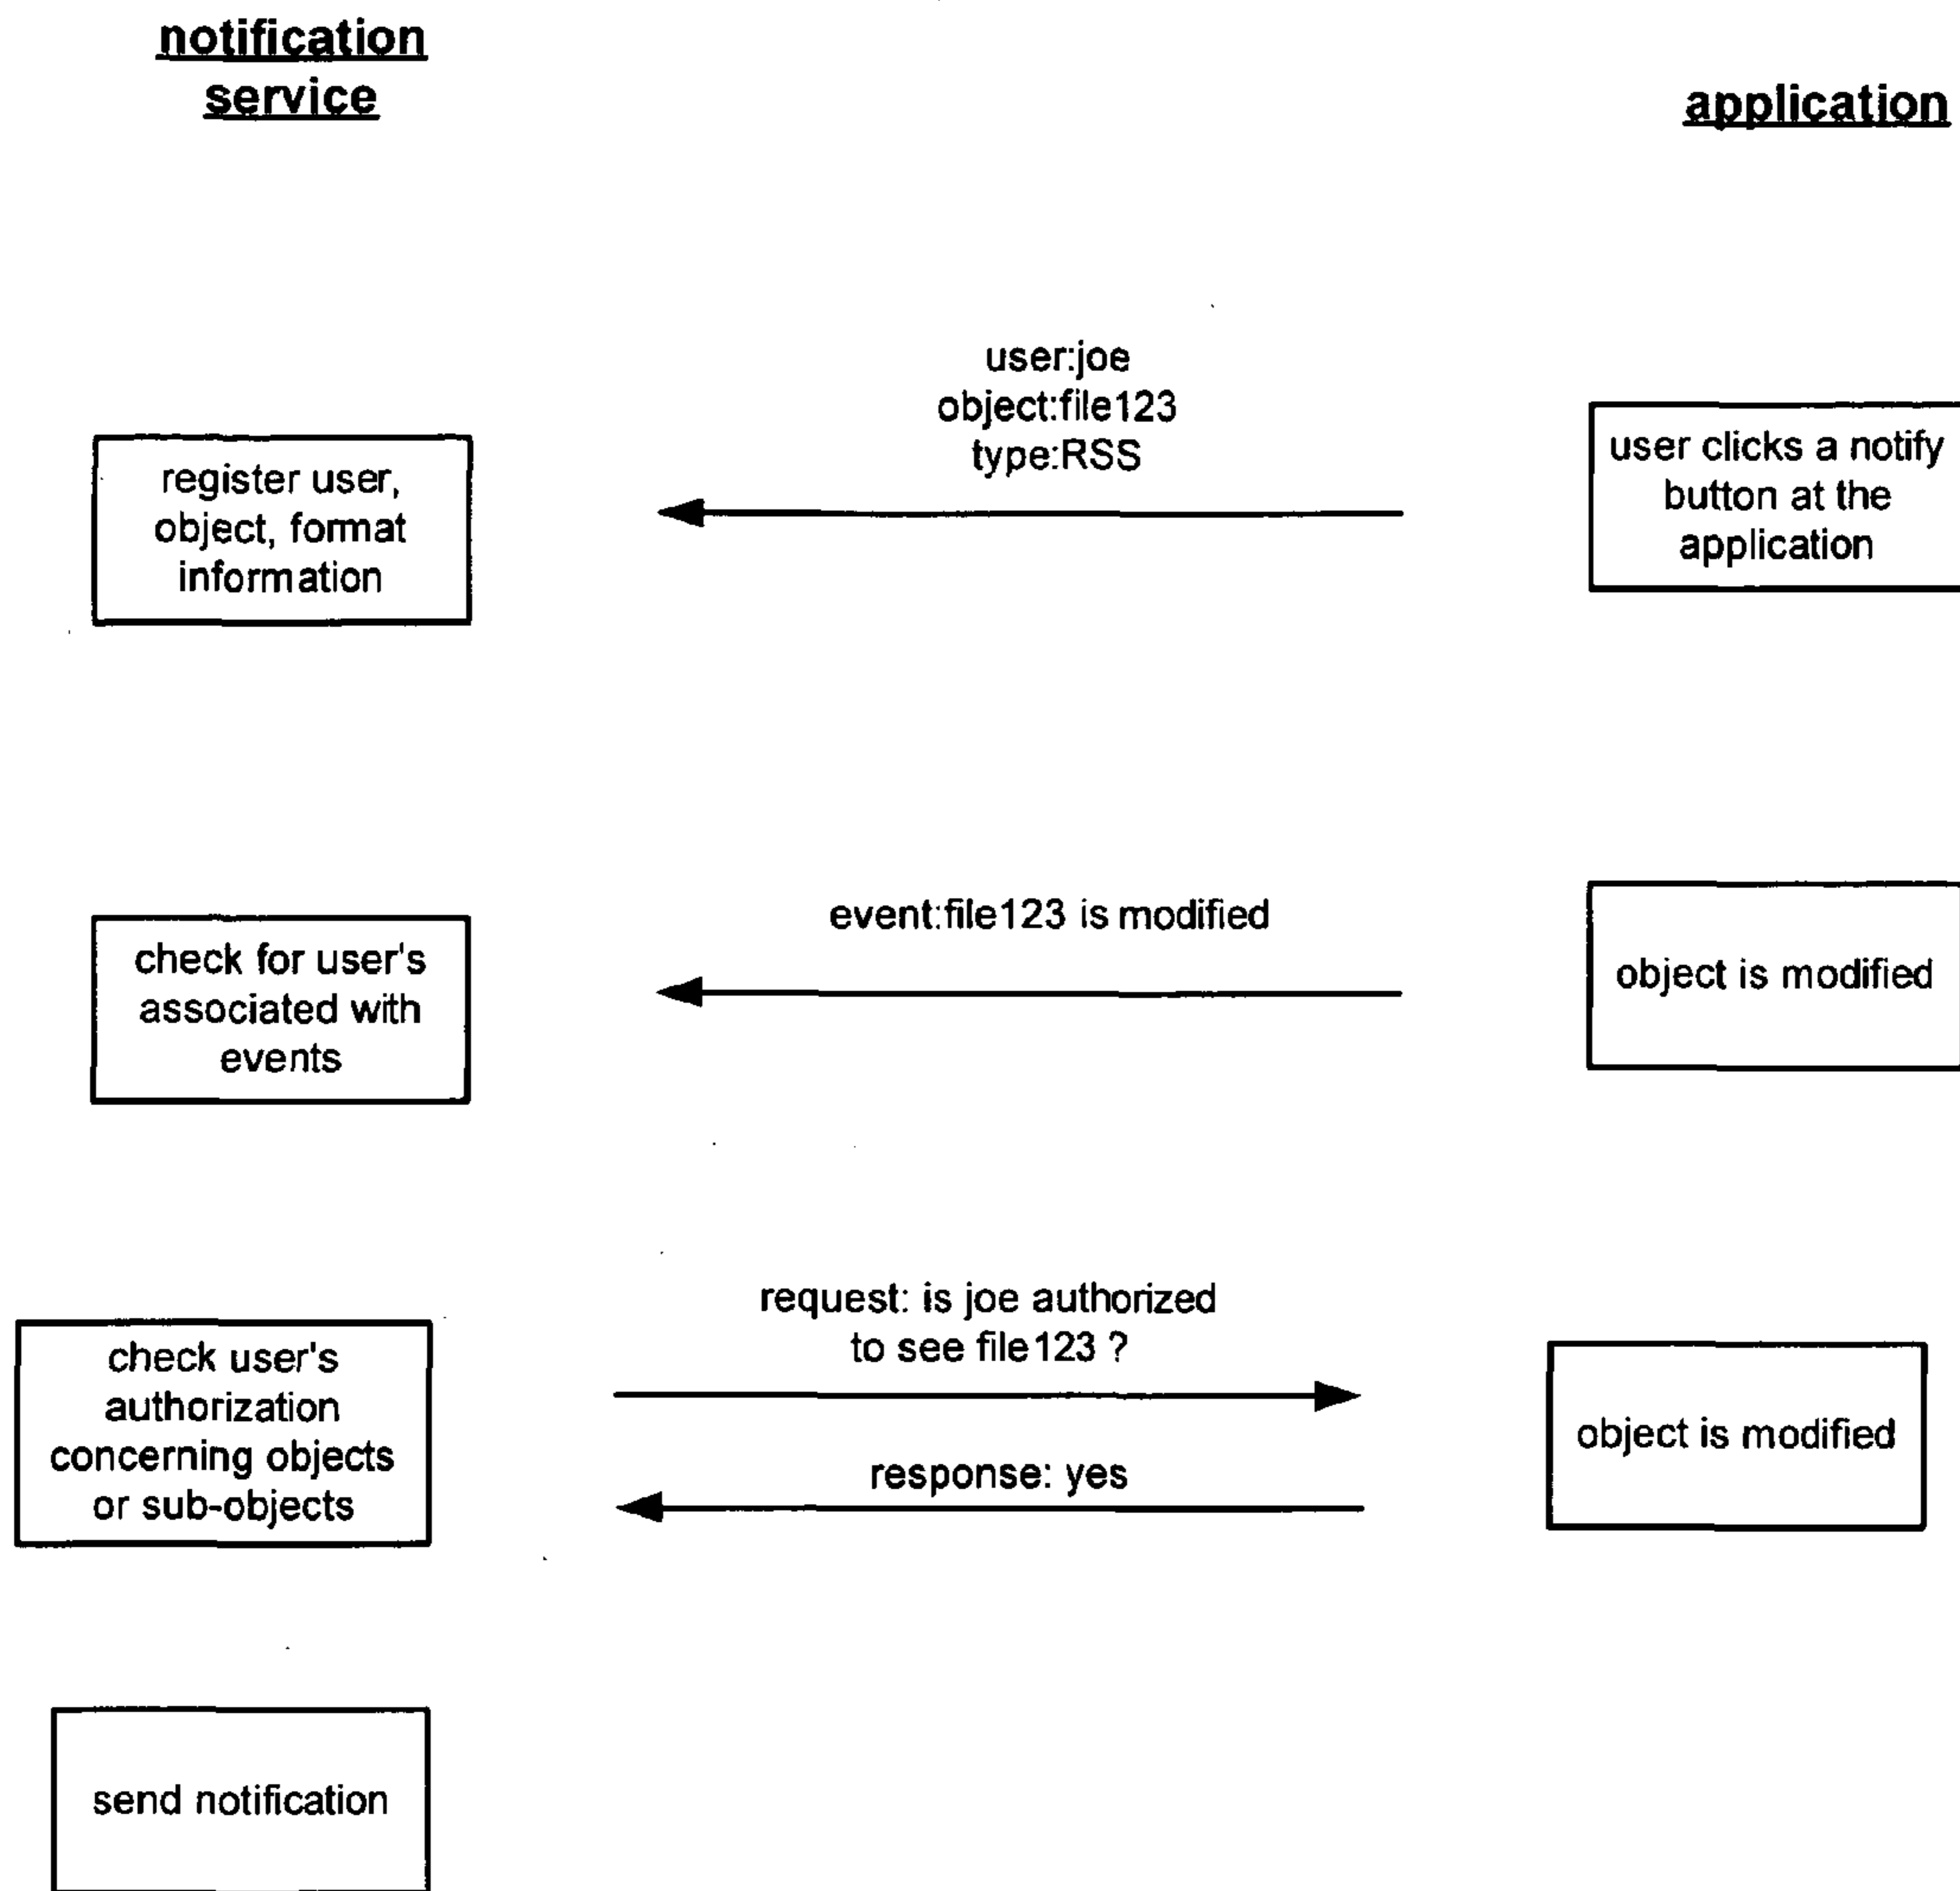 notification
service
application
user:joe
object:file123
type:RSS
register user,
object, format
information
user clicks a notify
button at the
application
event:file123 is modified
check for user's
associated with
events
object is modified
request: is joe authorized
to see file123 ?
check user's
authorization
concerning objects
or sub-objects
response: yes
object is modified
send notification